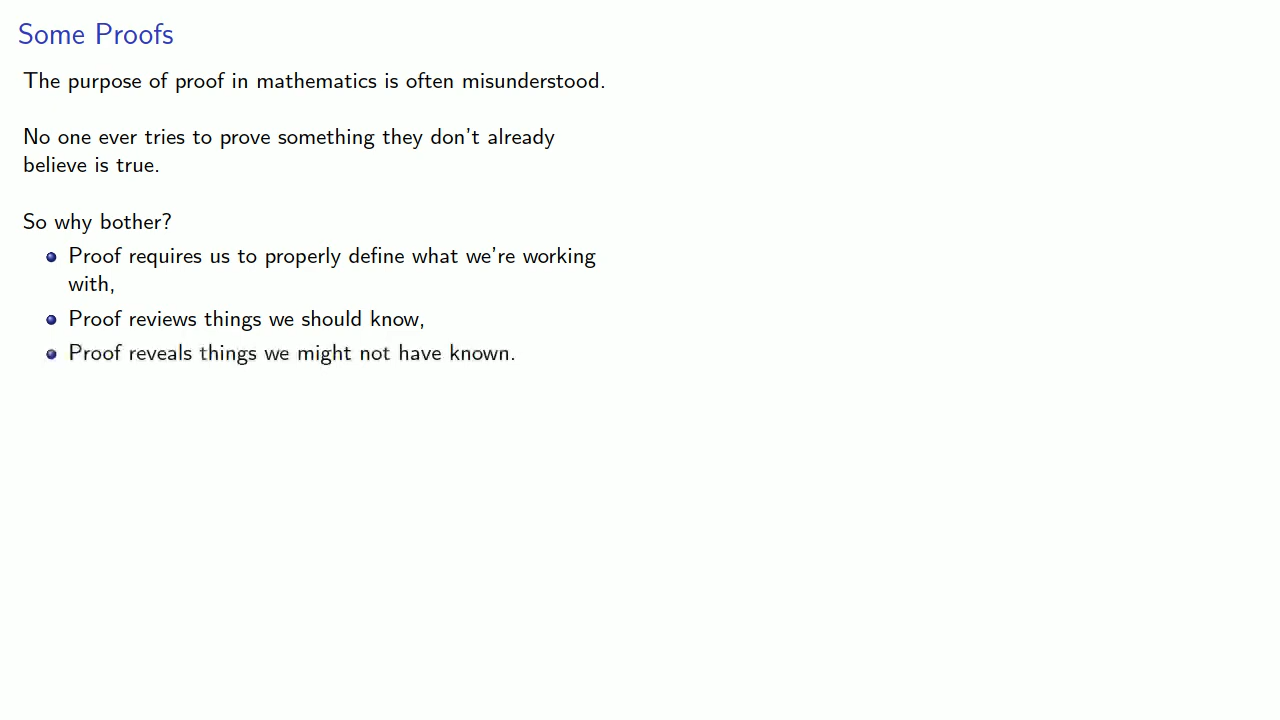 Some Proofs
The purpose of proof in mathematics is often misunderstood.
No one ever tries to prove something they don't already
believe is true.
So why bother?
Proof requires us to properly define what we're working
with,
Proof reviews things we should know,
Proof reveals things we might not have known.